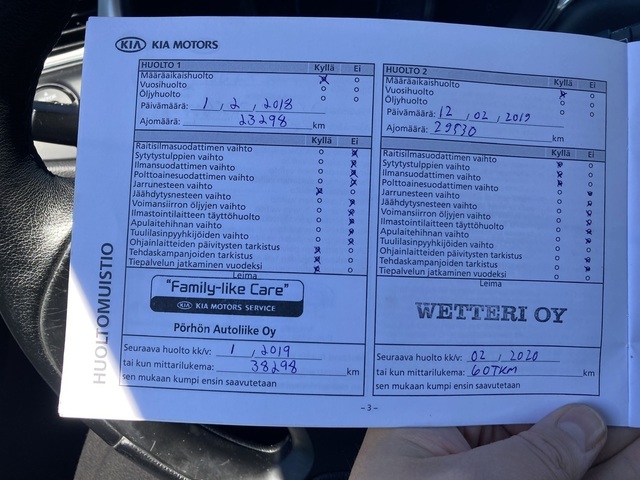 KIA KIA MOTORS
HUOLTO 1 Kyllä Ei
Määräaikaishuolto
Vuosihuolto
Öljyhuolto
Päivämäärä: 1 , 2 , 2018
Ajomäärä: 23298 km
Kyllä Ei
Raitisilmasuodattimen vaihto
Sytytystulppien vaihto
Ilmansuodattimen vaihto
Polttoainesuodattimen vaihto
Jarrunesteen vaihto
Jäähdytysnesteen vaihto
Voimansiirron öljyjen vaihto
Ilmastointilaitteen täyttöhuolto
Apulaitehihnan vaihto
Tuulilasinpyyhkijöiden vaihto
Ohjainlaitteiden päivitysten tarkistus
Tehdaskampanjoiden tarkistus
Tiepalvelun jatkaminen vuodeksi
Leima
"Family-like Care"
KIA KIA MOTORS SERVICE
Pörhön Autoliike Oy
Seuraava huolto kk/v: 1 , 2019
tai kun mittarilukema: 38298 km
sen mukaan kumpi ensin saavutetaan
HUOLTO 2 Kyllä Ei
Määräaikaishuolto
Vuosihuolto
Öljyhuolto
Päivämäärä: 12 , 02 , 2019
Ajomäärä: 29530 km
Kyllä Ei
Raitisilmasuodattimen vaihto
Sytytystulppien vaihto
Ilmansuodattimen vaihto
Polttoainesuodattimen vaihto
Jarrunesteen vaihto
Jäähdytysnesteen vaihto
Voimansiirron öljyjen vaihto
Ilmastointilaitteen täyttöhuolto
Apulaitehihnan vaihto
Tuulilasinpyyhkijöiden vaihto
Ohjainlaitteiden päivitysten tarkistus
Tehdaskampanjoiden tarkistus
Tiepalvelun jatkaminen vuodeksi
Leima
WETTERI OY
Seuraava huolto kk/v: 02 , 2020
tai kun mittarilukema: 60TKM km
sen mukaan kumpi ensin saavutetaan
HUOLTOMUISTIO
- 3 -